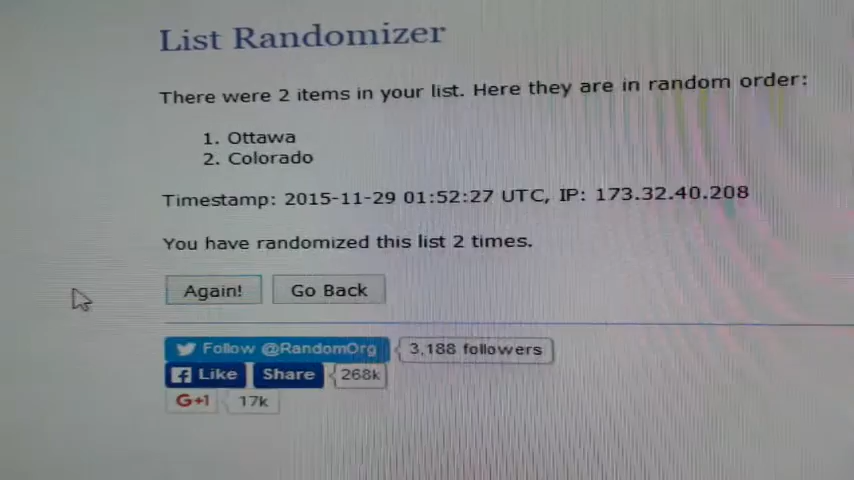 List Randomizer
There were 2 items in your list. Here they are in random order:
1. Ottawa
2. Colorado
Timestamp: 2015-11-29 01:52:27 UTC, IP: 173.32.40.208
You have randomized this list 2 times.
Again! Go Back
Follow @RandomOrg 3,188 followers
f Like Share 268k
G+1 17k